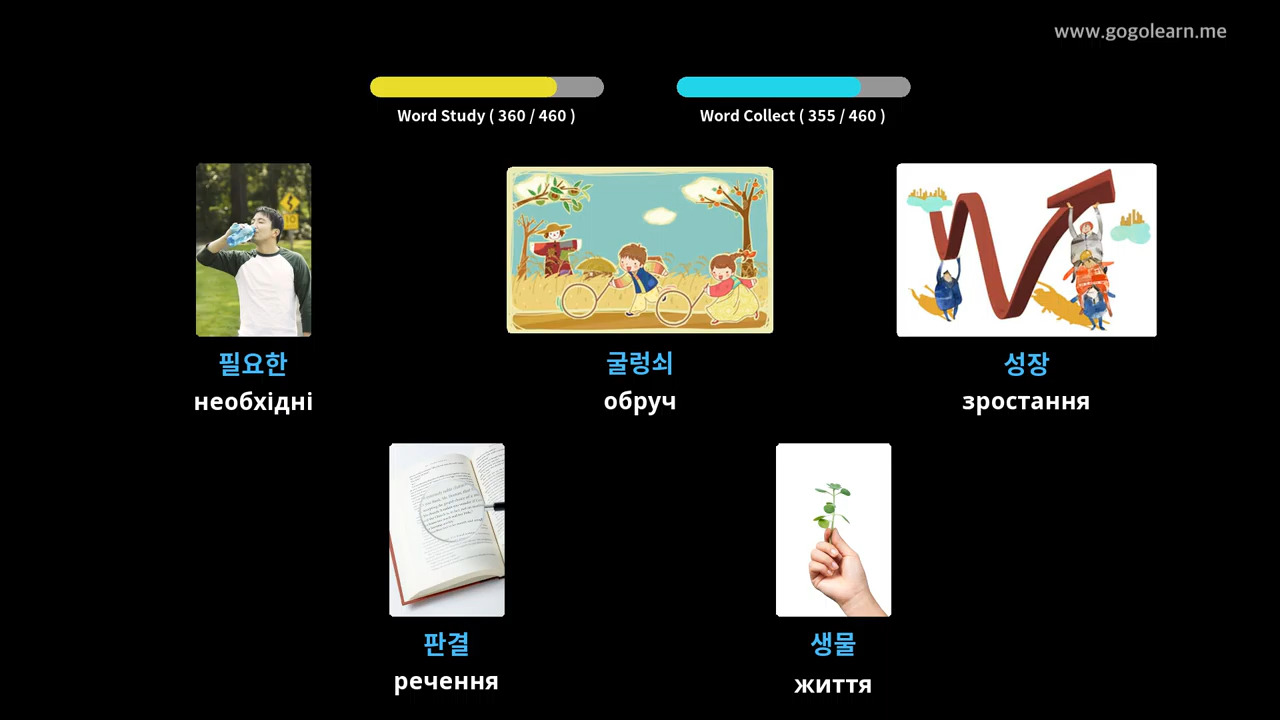 www.gogolearn.me
Word Study ( 360 / 460 )
Word Collect ( 355 / 460 )
필요한
необхідні
굴렁쇠
обруч
성장
зростання
판결
речення
생물
життя